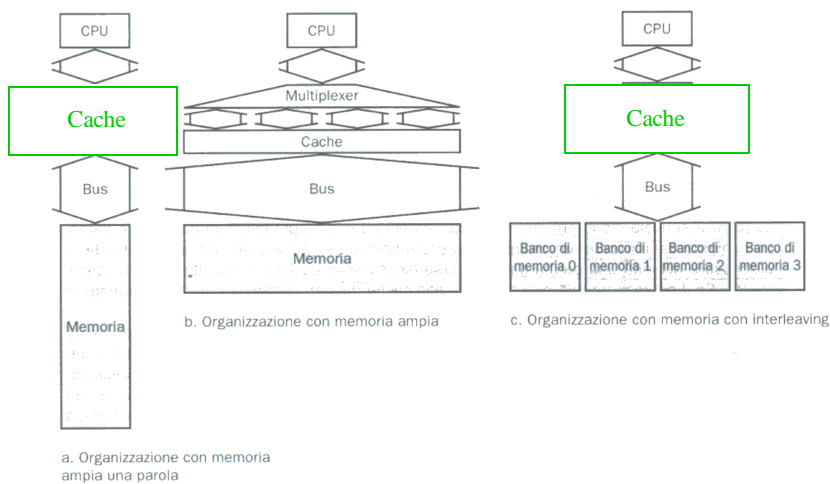 CPU
Cache
Bus
Memoria
a. Organizzazione con memoria
ampia una parola
CPU
Multiplexer
Cache
Bus
Memoria
b. Organizzazione con memoria ampia
CPU
Cache
Bus
Banco di
memoria 0
Banco di
memoria 1
Banco di
memoria 2
Banco di
memoria 3
c. Organizzazione con memoria con interleaving